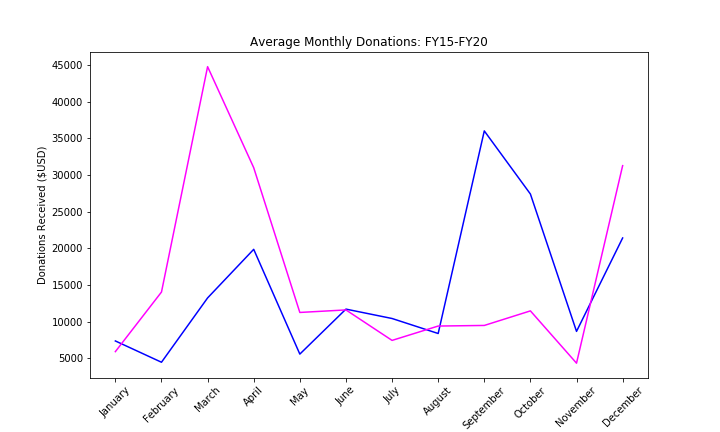 Average Monthly Donations: FY15-FY20
Donations Received ($USD)
45000
40000
35000
30000
25000
20000
15000
10000
5000
January
February
March
April
May
June
July
August
September
October
November
December